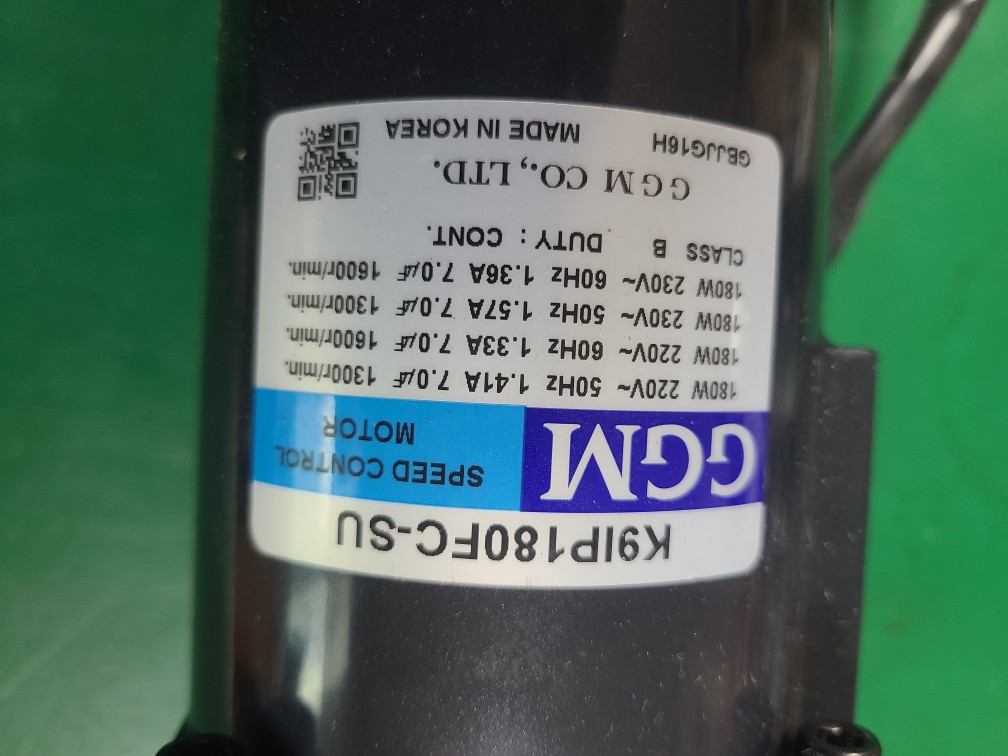 K9IP180FC-SU
GGM
SPEED CONTROL
MOTOR
180W 220V~ 50Hz 1.41A 7.0㎌ 1300r/min.
180W 220V~ 60Hz 1.33A 7.0㎌ 1600r/min.
180W 230V~ 50Hz 1.57A 7.0㎌ 1300r/min.
180W 230V~ 60Hz 1.36A 7.0㎌ 1600r/min.
CLASS B DUTY : CONT.
G G M CO., LTD.
GBJJG16H MADE IN KOREA